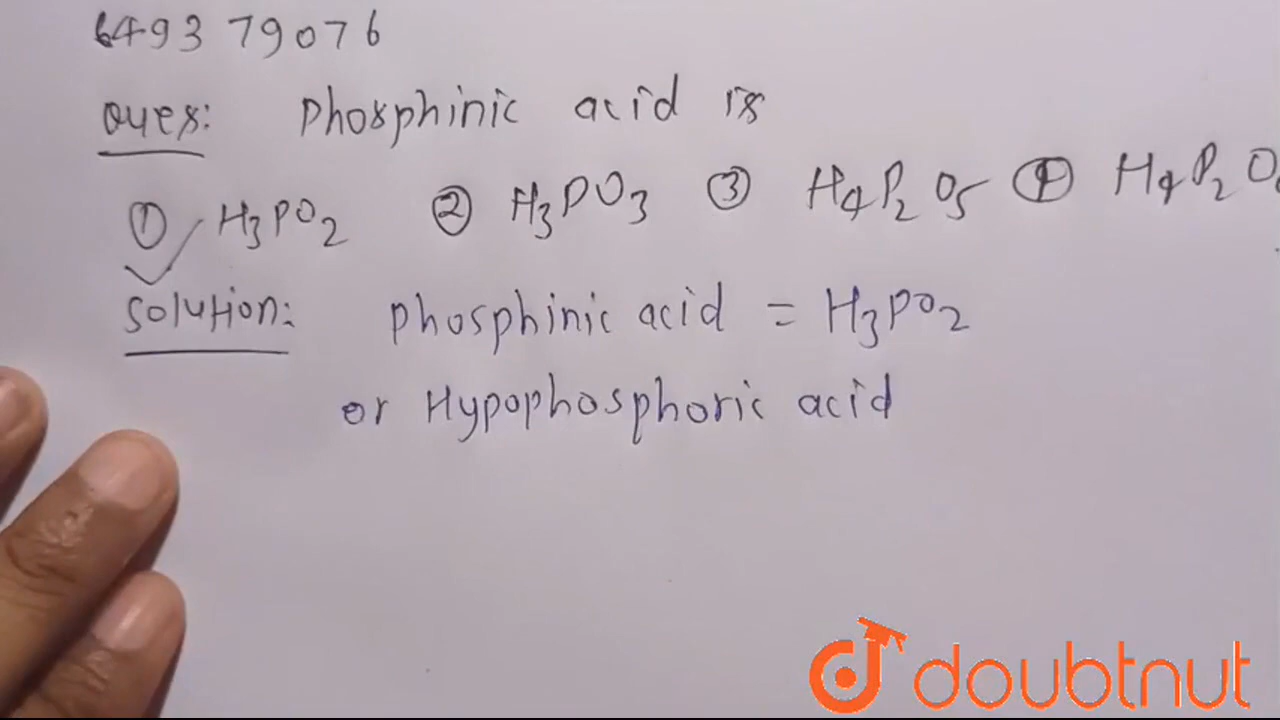 6493 79076
Ques: Phosphinic acid is
① H3PO2 ② H3PO3 ③ H4P2O5 ④ H4P2O
Solution: Phosphinic acid = H3PO2
or Hypophosphoric acid
doubtnut